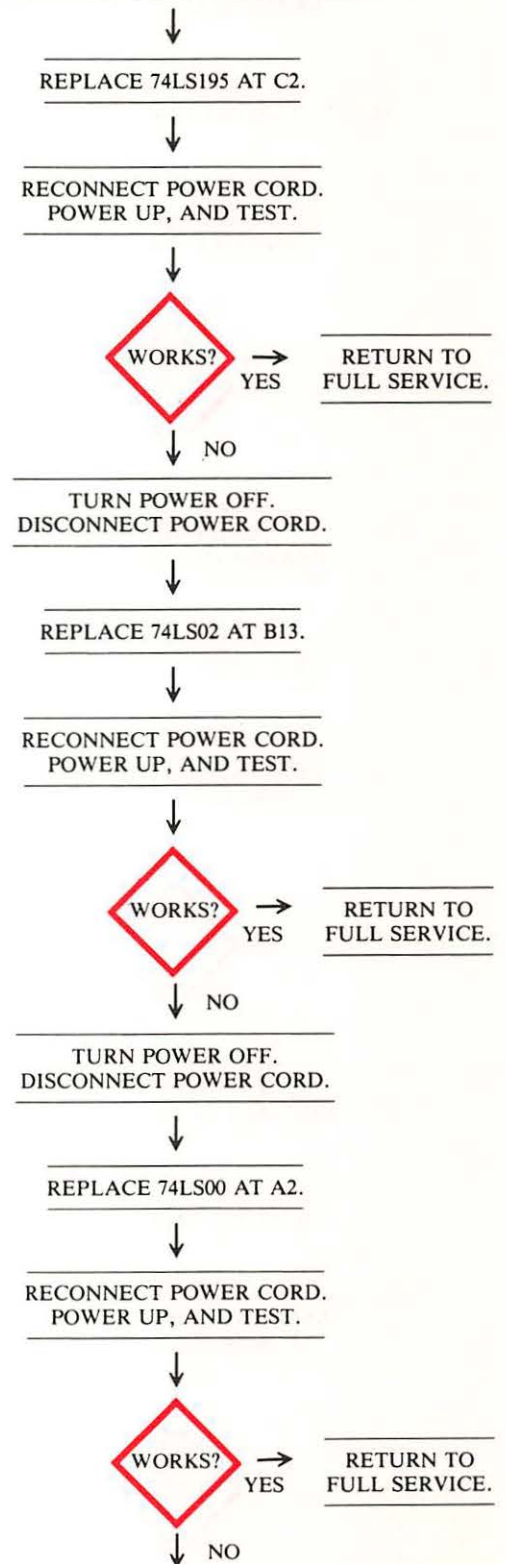 REPLACE 74LS195 AT C2.
RECONNECT POWER CORD.
POWER UP, AND TEST.
WORKS?
YES
RETURN TO
FULL SERVICE.
NO
TURN POWER OFF.
DISCONNECT POWER CORD.
REPLACE 74LS02 AT B13.
RECONNECT POWER CORD.
POWER UP, AND TEST.
WORKS?
YES
RETURN TO
FULL SERVICE.
NO
TURN POWER OFF.
DISCONNECT POWER CORD.
REPLACE 74LS00 AT A2.
RECONNECT POWER CORD.
POWER UP, AND TEST.
WORKS?
YES
RETURN TO
FULL SERVICE.
NO